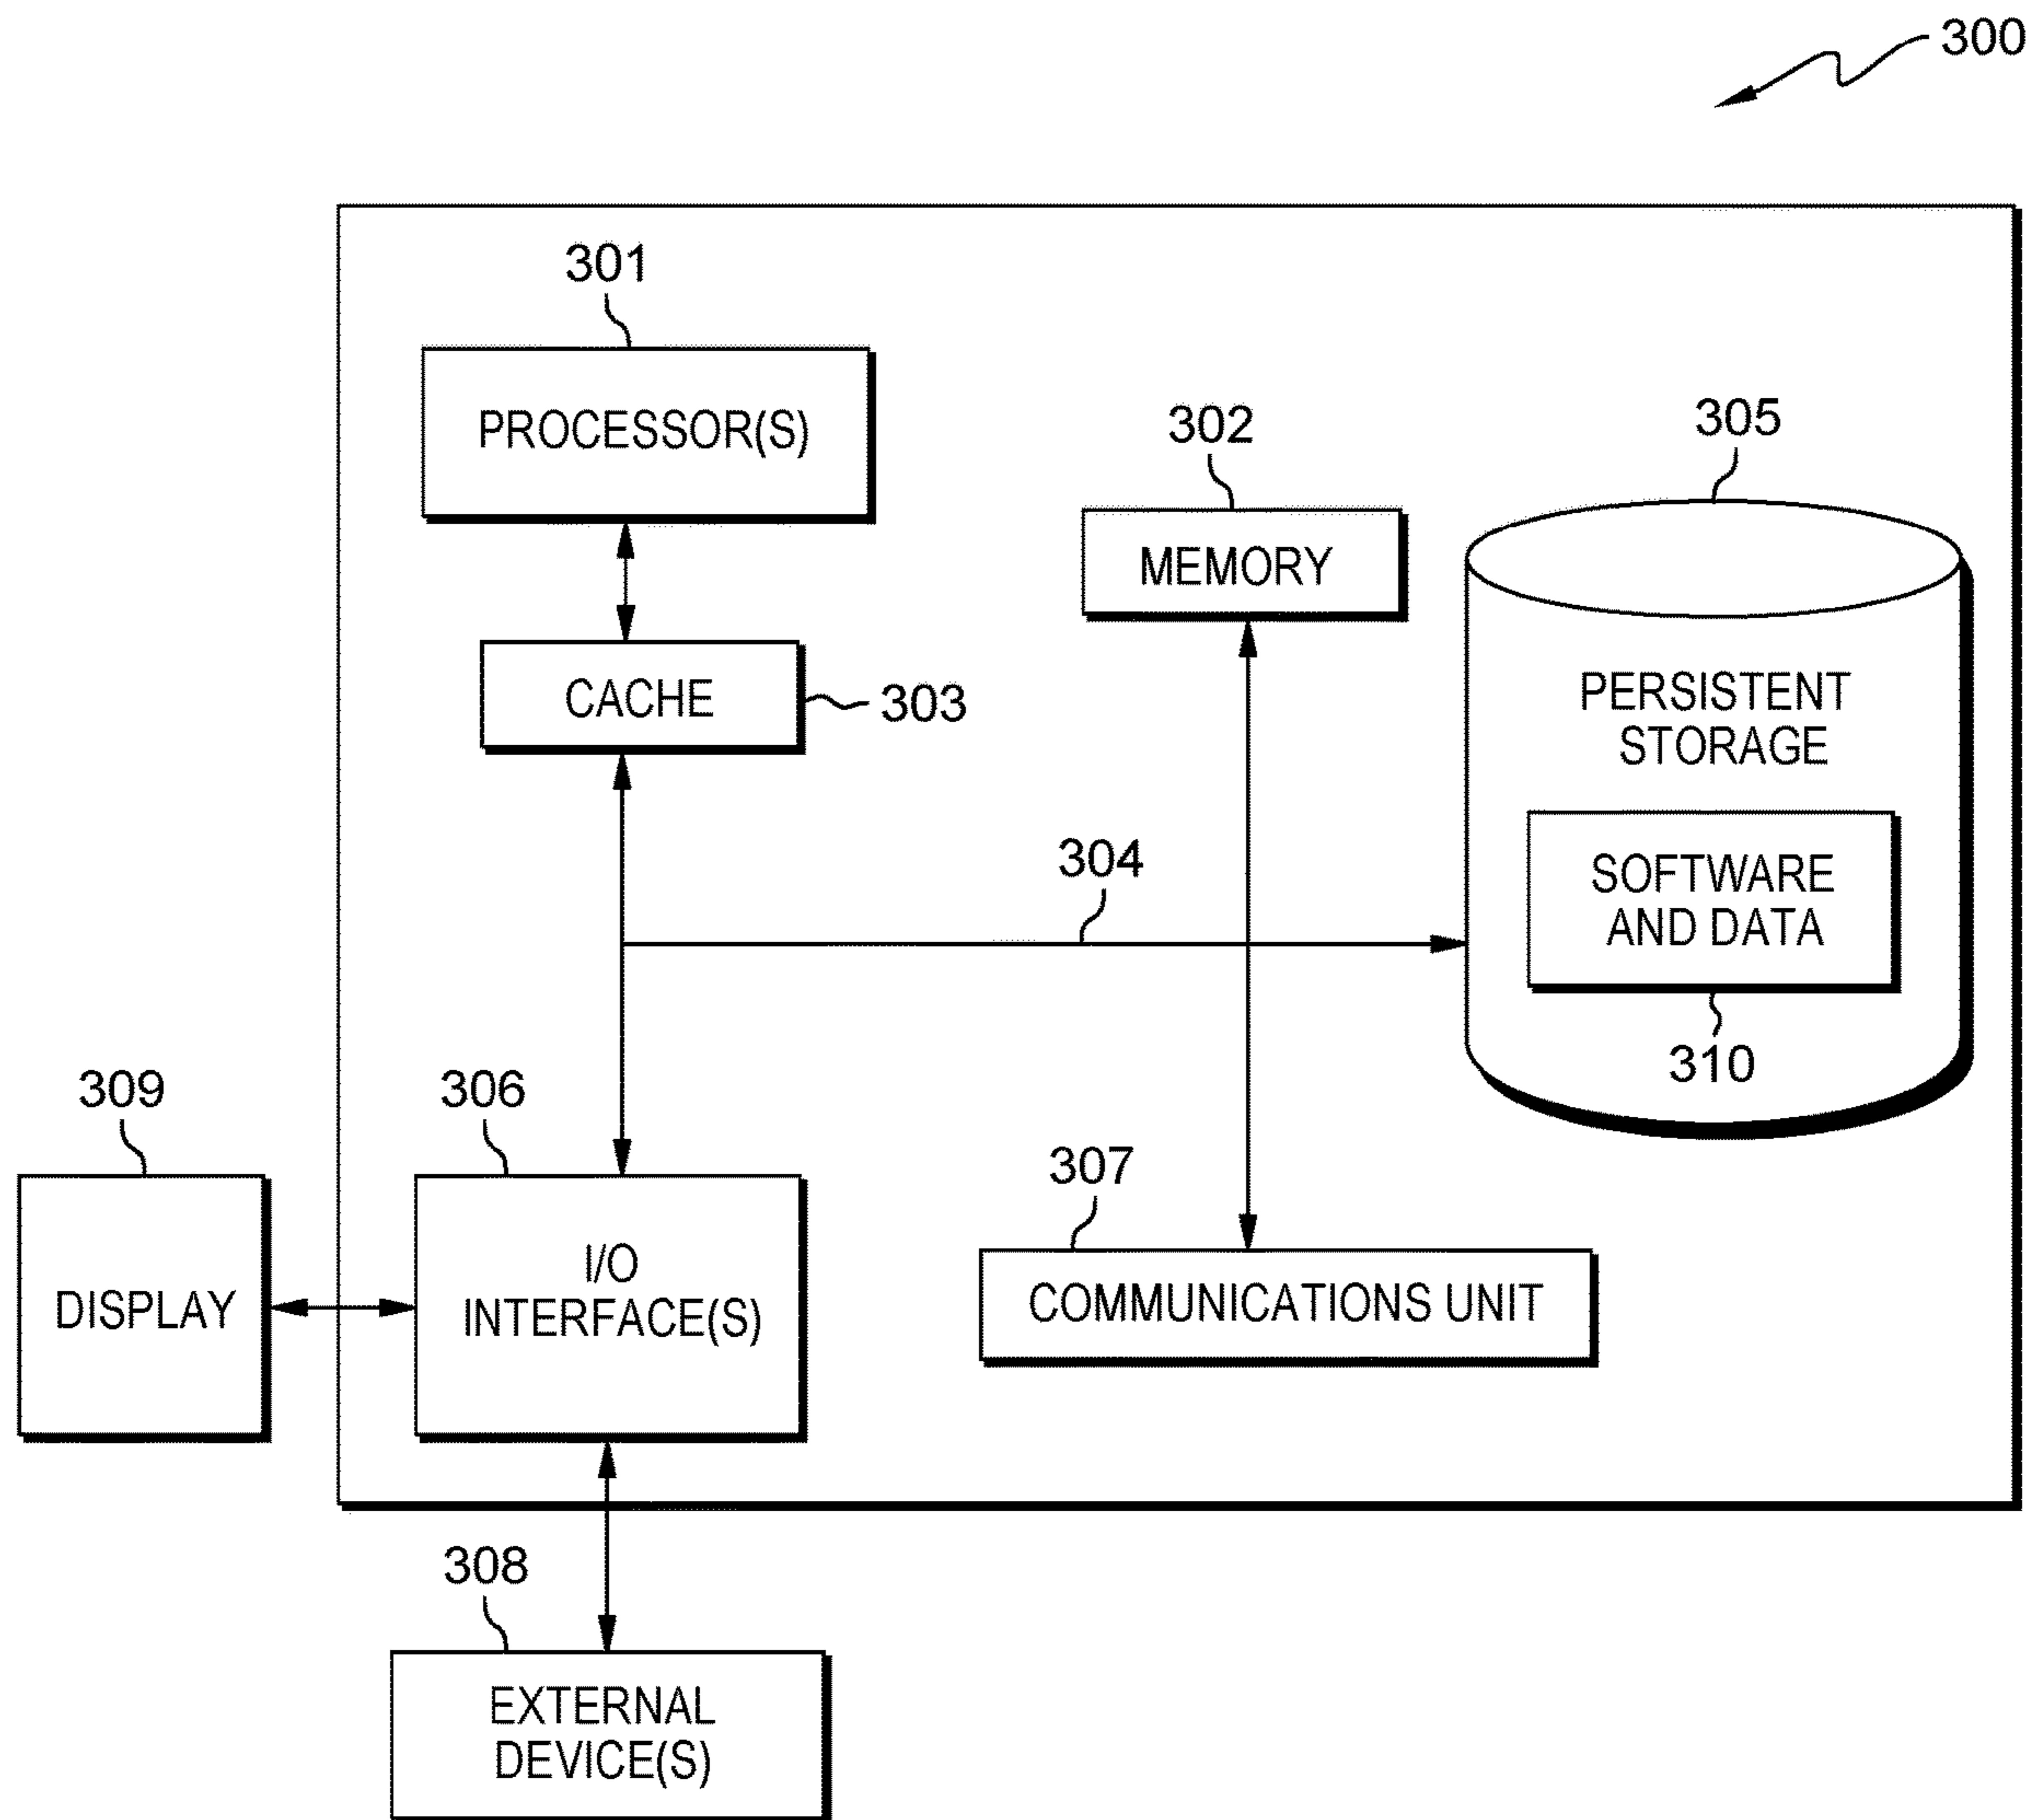 300
301
PROCESSOR(S)
302
MEMORY
305
PERSISTENT
STORAGE
CACHE
303
304
SOFTWARE
AND DATA
310
309
DISPLAY
306
I/O
INTERFACE(S)
307
COMMUNICATIONS UNIT
308
EXTERNAL
DEVICE(S)